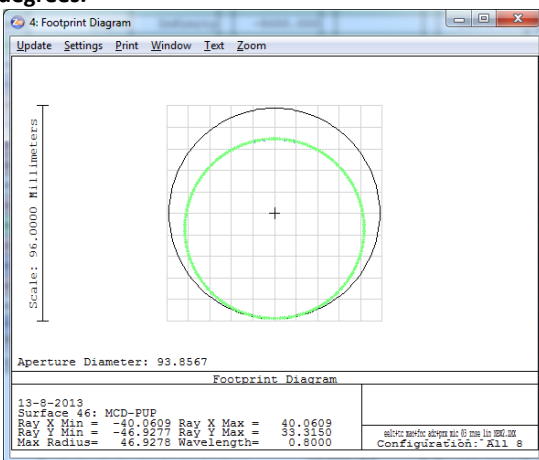 degrees.
4: Footprint Diagram
Update Settings Print Window Text Zoom
Scale: 96.0000 Millimeters
Aperture Diameter: 93.8567
Footprint Diagram
13-8-2013
Surface 46: MCD-PUP
Ray X Min = -40.0609 Ray X Max = 40.0609
Ray Y Min = -46.9277 Ray Y Max = 33.3150
Max Radius= 46.9278 Wavelength= 0.8000
Configuration: All 8